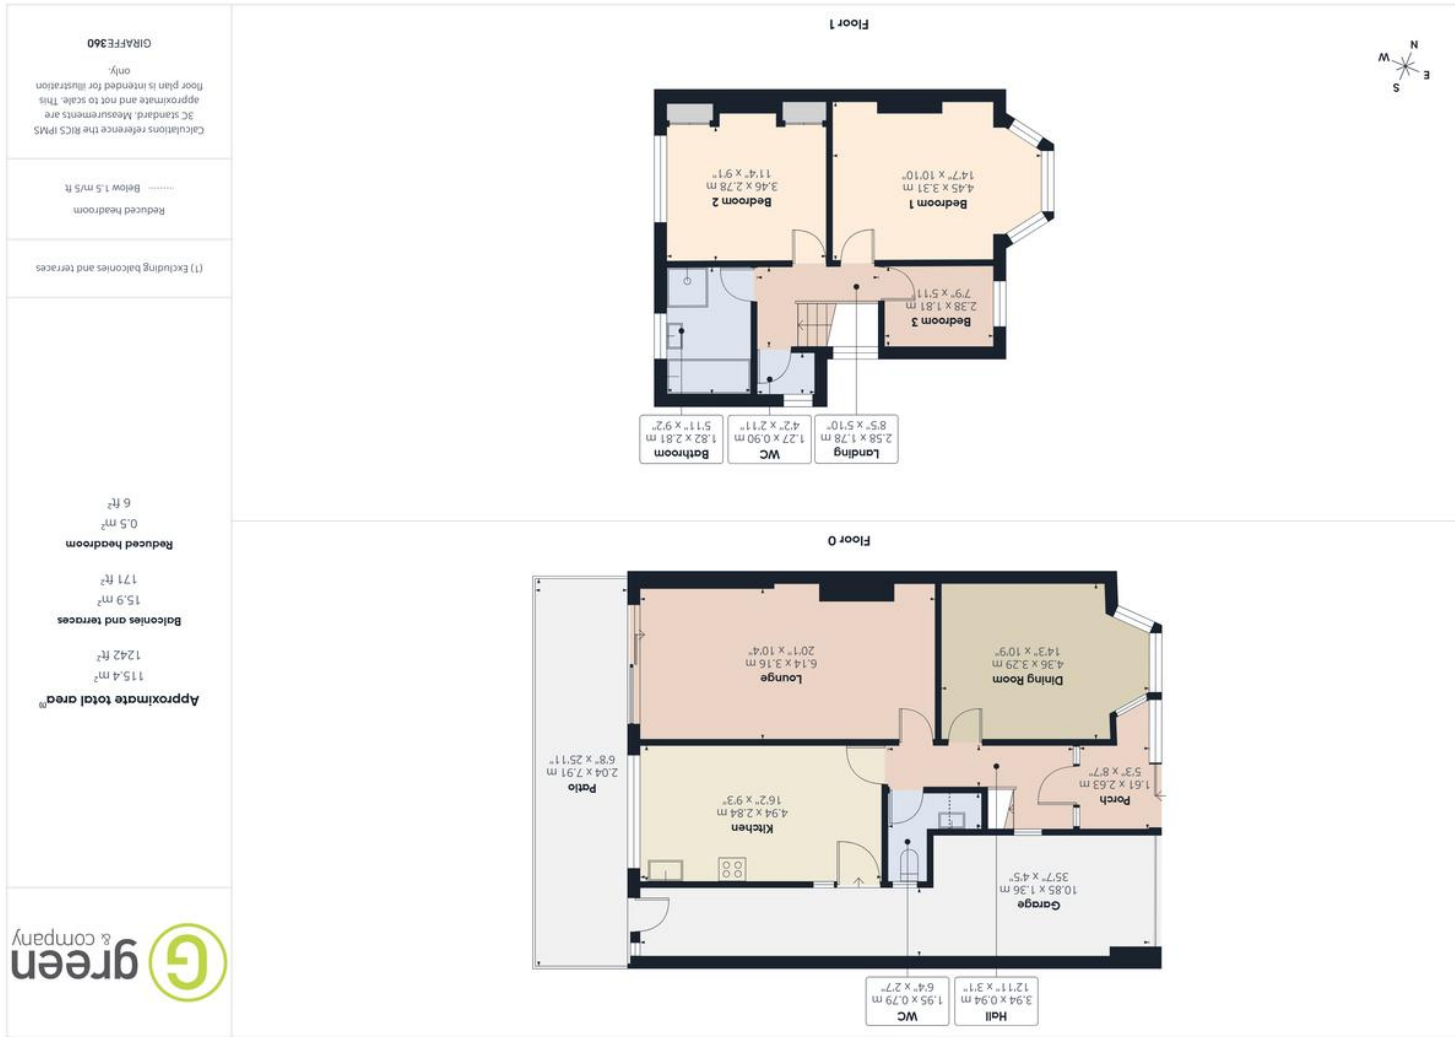 Hall
3.94 x 0.94 m
12'11" x 3'1"
WC
1.95 x 0.79 m
6'4" x 2'7"
Garage
10.85 x 1.36 m
35'7" x 4'5"
Porch
1.61 x 2.63 m
5'3" x 8'7"
Kitchen
4.94 x 2.84 m
16'2" x 9'3"
Patio
2.04 x 7.91 m
6'8" x 25'11"
Dining Room
4.36 x 3.29 m
14'3" x 10'9"
Lounge
6.14 x 3.16 m
20'1" x 10'4"
Floor 0
Landing
2.58 x 1.78 m
8'5" x 5'10"
WC
1.27 x 0.90 m
4'2" x 2'11"
Bathroom
1.82 x 2.81 m
5'11" x 9'2"
Bedroom 3
2.38 x 1.81 m
7'9" x 5'11"
Bedroom 1
4.45 x 3.31 m
14'7" x 10'10"
Bedroom 2
3.46 x 2.78 m
11'4" x 9'1"
S
E
W
N
Floor 1
green
& company
Approximate total area(1)
115.4 m²
1242 ft²
Balconies and terraces
15.9 m²
171 ft²
Reduced headroom
0.5 m²
6 ft²
(1) Excluding balconies and terraces
Reduced headroom
........ Below 1.5 m/5 ft
Calculations reference the RICS IPMS
3C standard. Measurements are
approximate and not to scale. This
floor plan is intended for illustration
only.
GIRAFFE360